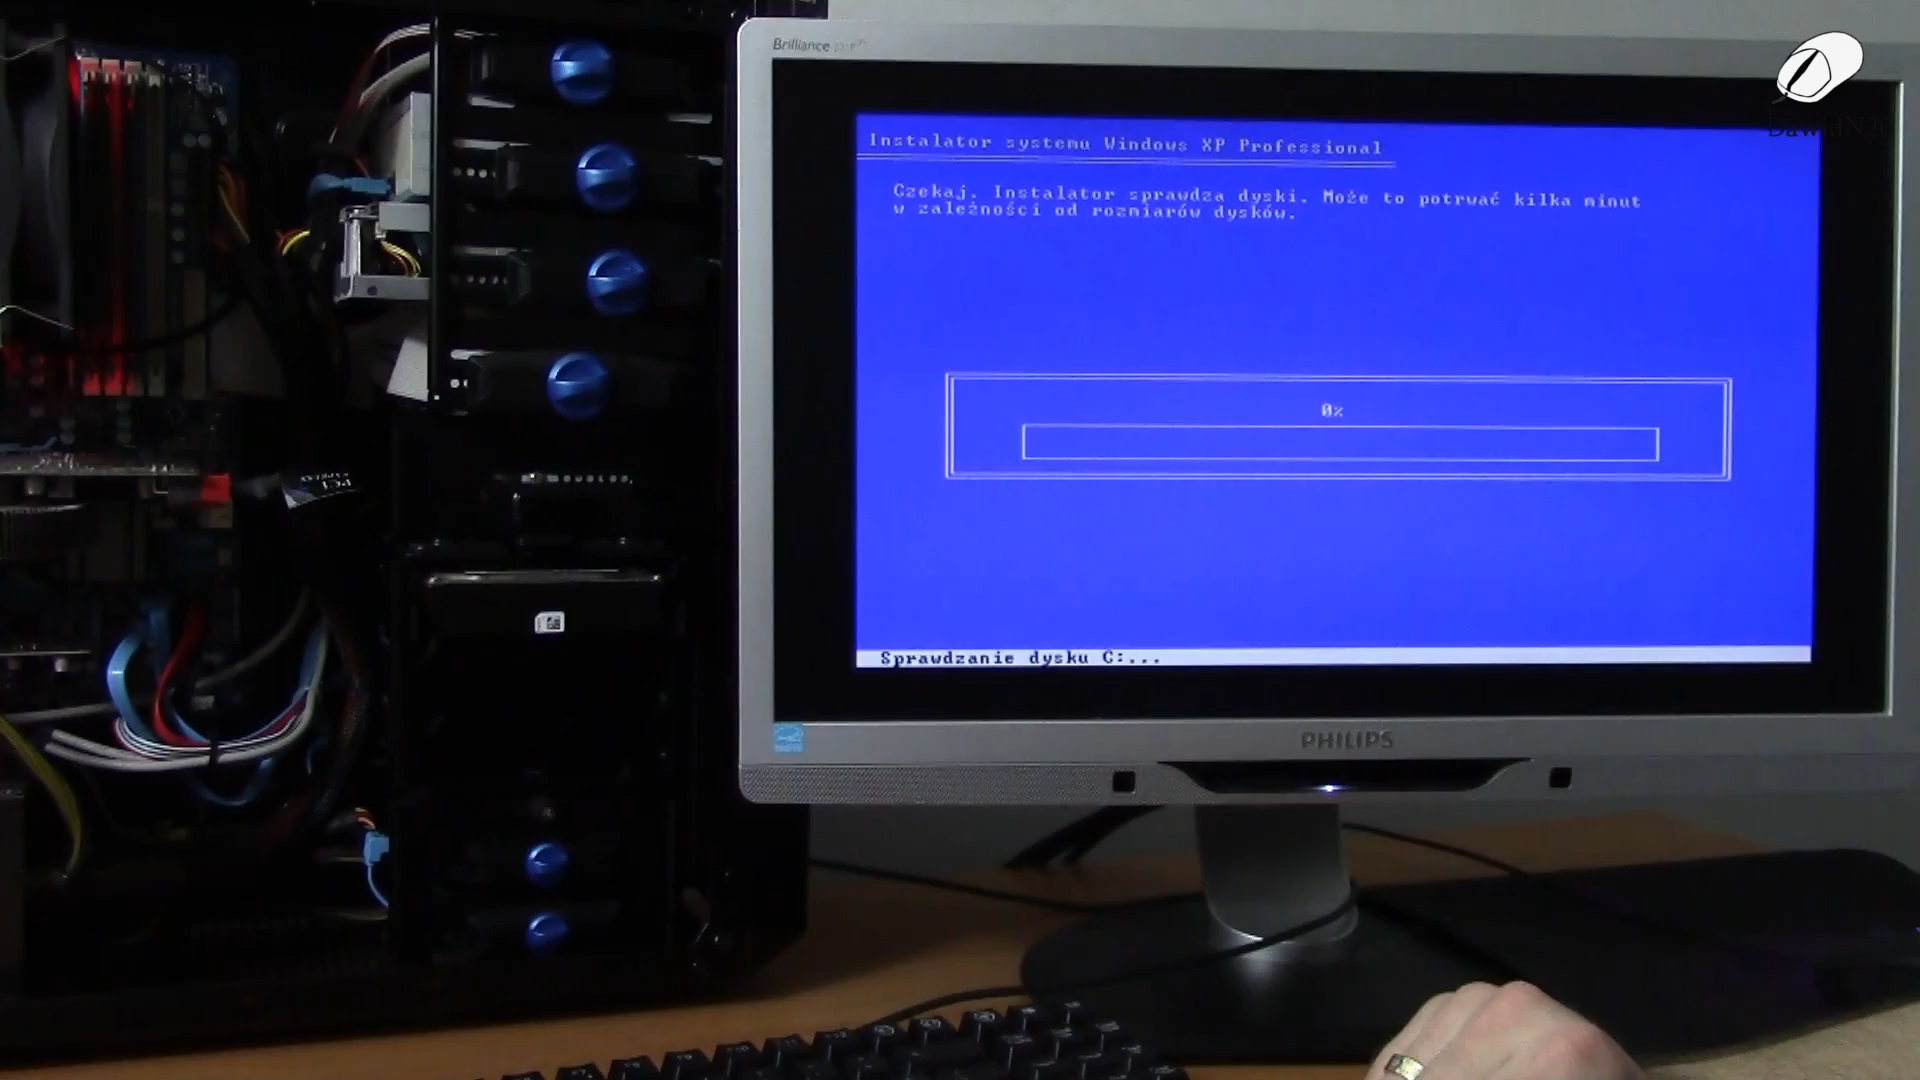 Brilliance
Instalator systemu Windows XP Professional
Czekaj. Instalator sprawdza dyski. Może to potrwać kilka minut
w zależności od rozmiarów dysków.
0%
Sprawdzanie dysku C:...
PHILIPS